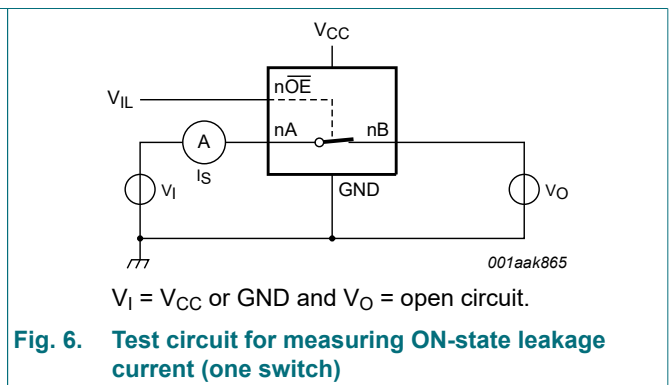 VCC
nOE
VIL
nA
nB
A
IS
VI
GND
VO
001aak865
VI = VCC or GND and VO = open circuit.
Fig. 6. Test circuit for measuring ON-state leakage
current (one switch)